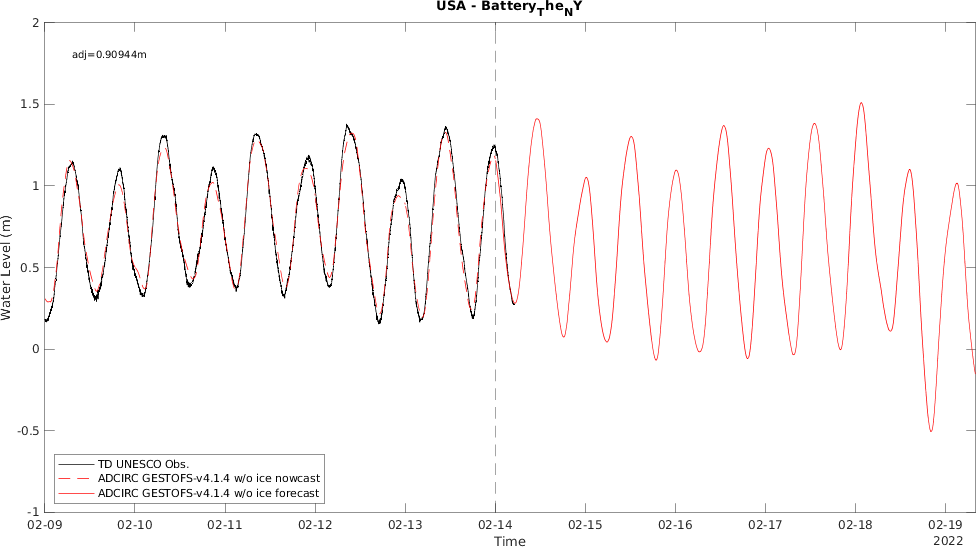 USA - Battery_The_NY
2
adj=0.90944m
1.5
1
0.5
0
-0.5
-1
Water Level (m)
TD UNESCO Obs.
ADCIRC GESTOFS-v4.1.4 w/o ice nowcast
ADCIRC GESTOFS-v4.1.4 w/o ice forecast
02-09 02-10 02-11 02-12 02-13 02-14 02-15 02-16 02-17 02-18 02-19
Time
2022